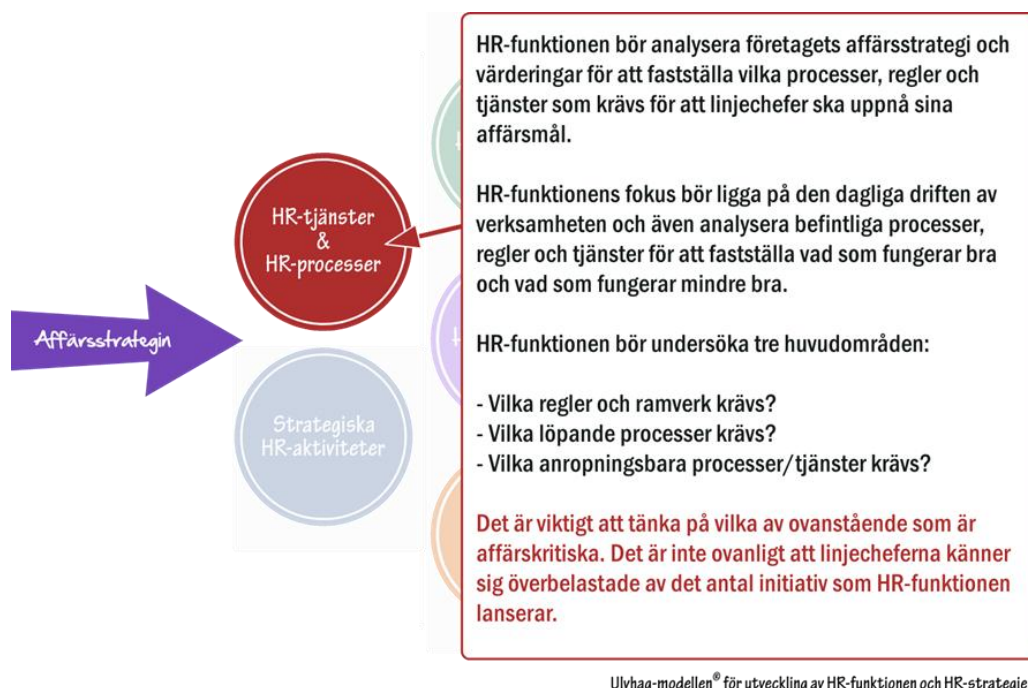 HR-funktionen bör analysera företagets affärsstrategi och
värderingar för att fastställa vilka processer, regler och
tjänster som krävs för att linjechefer ska uppnå sina
affärsmål.
HR-funktionens fokus bör ligga på den dagliga driften av
verksamheten och även analysera befintliga processer,
regler och tjänster för att fastställa vad som fungerar bra
och vad som fungerar mindre bra.
HR-funktionen bör undersöka tre huvudområden:
- Vilka regler och ramverk krävs?
- Vilka löpande processer krävs?
- Vilka anropningsbara processer/tjänster krävs?
Det är viktigt att tänka på vilka av ovanstående som är
affärskritiska. Det är inte ovanligt att linjecheferna känner
sig överbelastade av det antal initiativ som HR-funktionen
lanserar.
HR-tjänster
&
HR-processer
Affärsstrategin
Strategiska
HR-aktiviteter
Ulvhag-modellen® för utveckling av HR-funktionen och HR-strategie